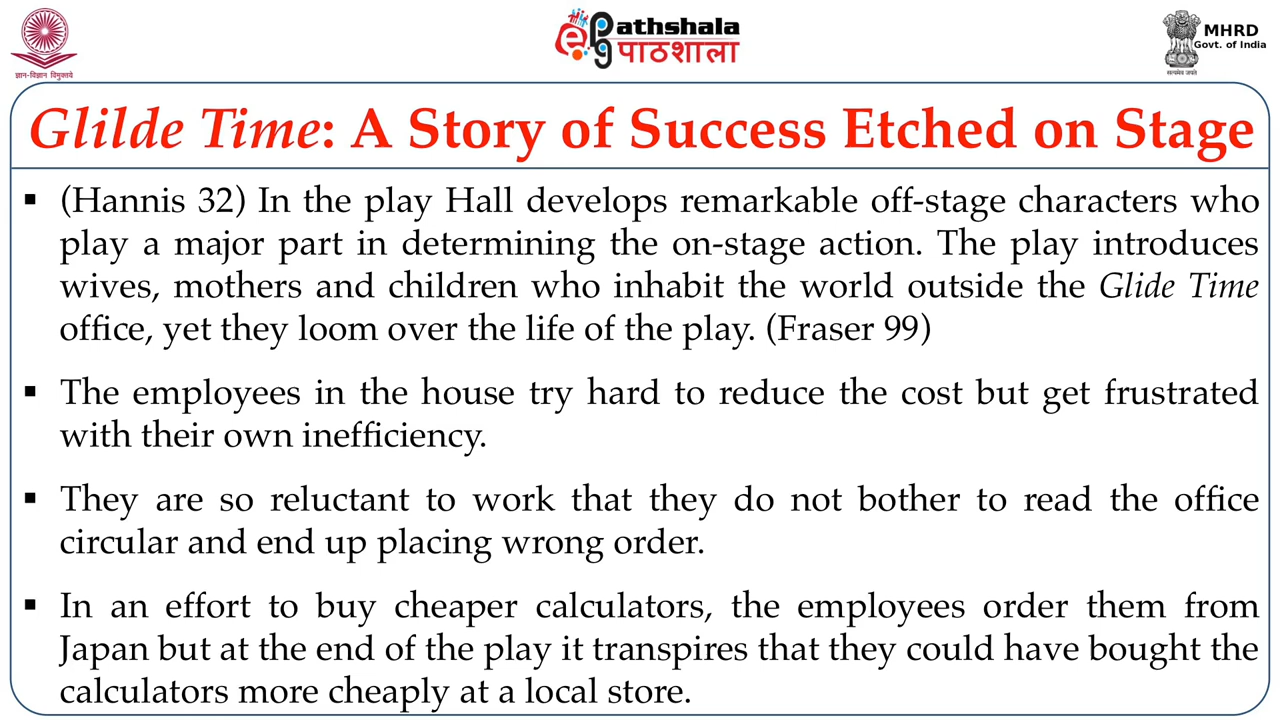 ज्ञान-विज्ञान विमुक्तये
ePathshala
पाठशाला
MHRD
Govt. of India
सत्यमेव जयते
Glilde Time: A Story of Success Etched on Stage
▪ (Hannis 32) In the play Hall develops remarkable off-stage characters who
play a major part in determining the on-stage action. The play introduces
wives, mothers and children who inhabit the world outside the Glide Time
office, yet they loom over the life of the play. (Fraser 99)
▪ The employees in the house try hard to reduce the cost but get frustrated
with their own inefficiency.
▪ They are so reluctant to work that they do not bother to read the office
circular and end up placing wrong order.
▪ In an effort to buy cheaper calculators, the employees order them from
Japan but at the end of the play it transpires that they could have bought the
calculators more cheaply at a local store.